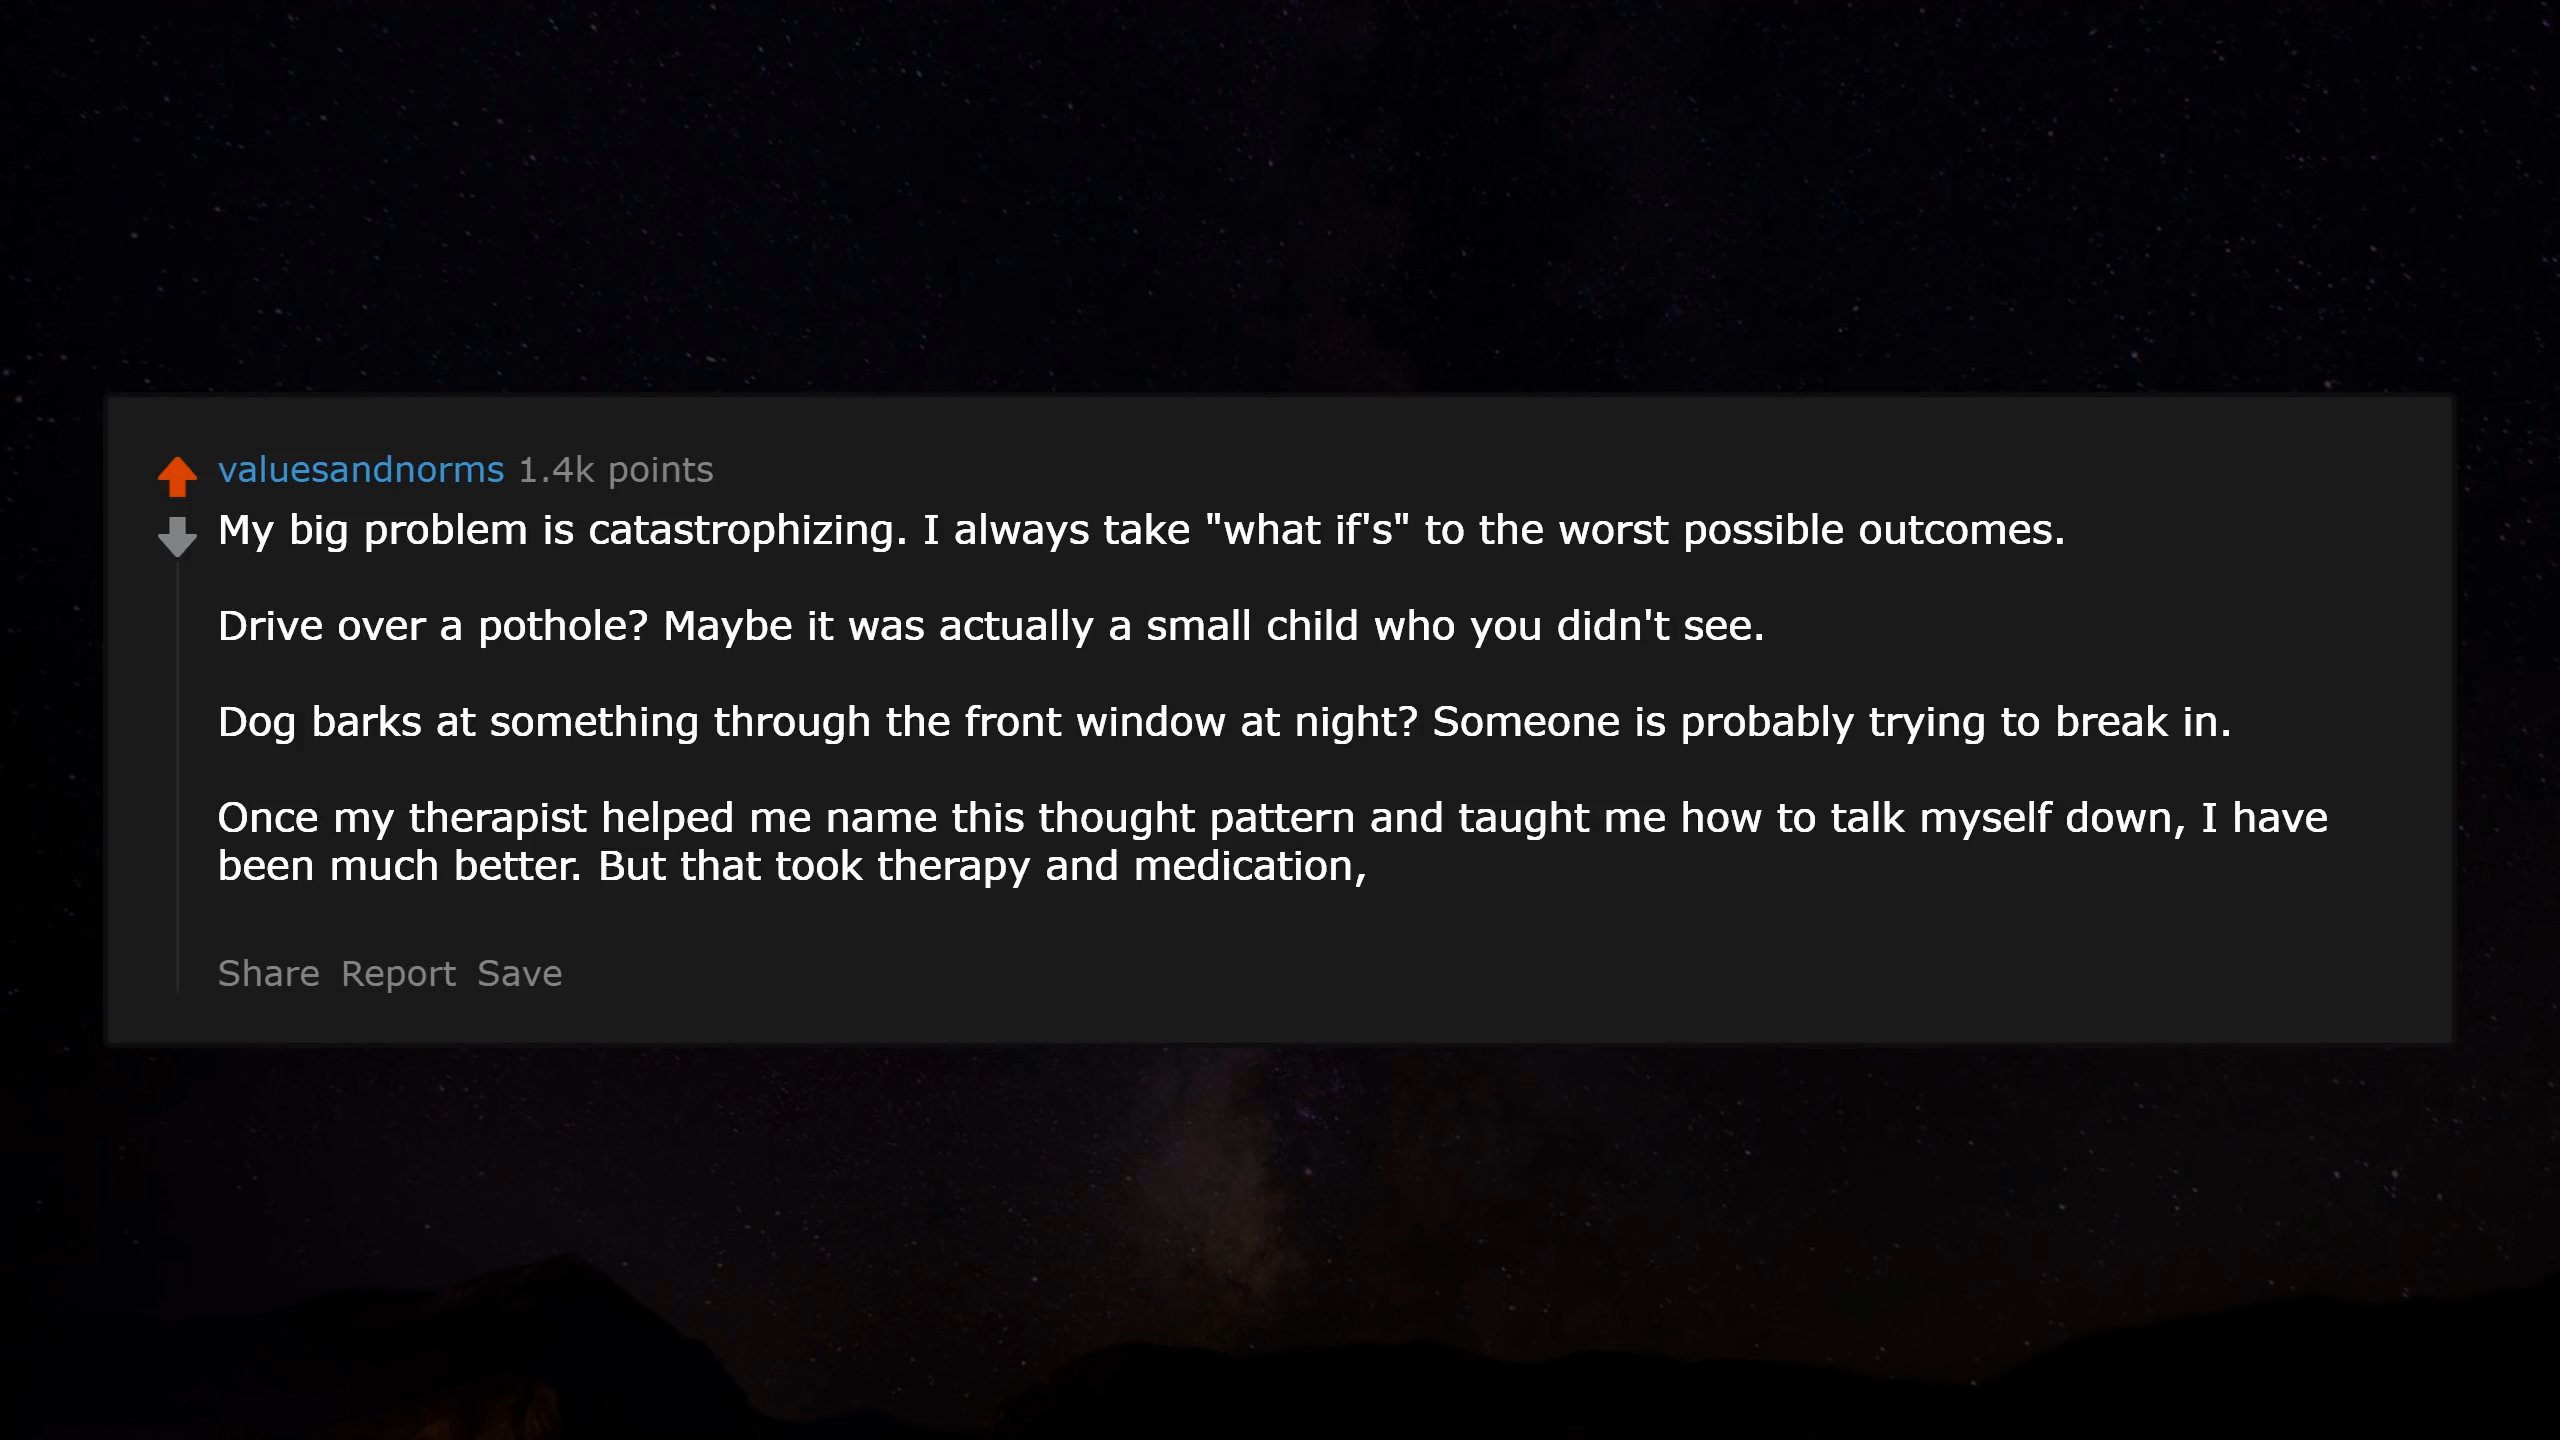 valuesandnorms 1.4k points
My big problem is catastrophizing. I always take "what if's" to the worst possible outcomes.
Drive over a pothole? Maybe it was actually a small child who you didn't see.
Dog barks at something through the front window at night? Someone is probably trying to break in.
Once my therapist helped me name this thought pattern and taught me how to talk myself down, I have
been much better. But that took therapy and medication,
Share Report Save